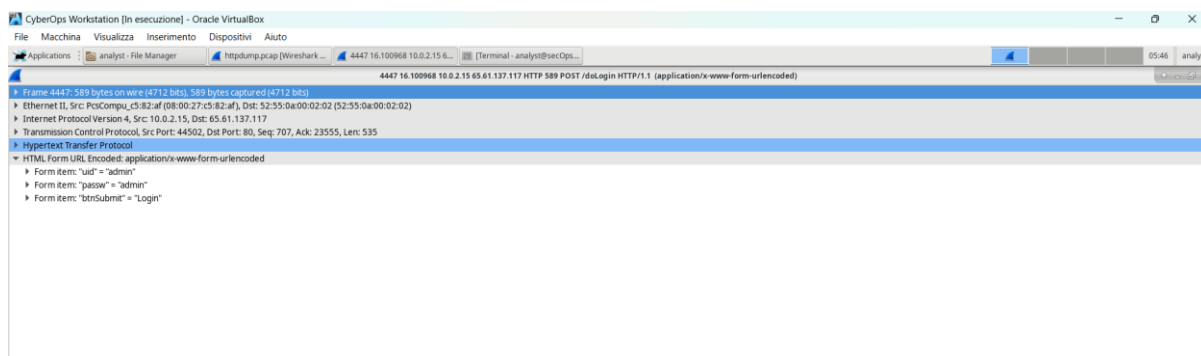 CyberOps Workstation [In esecuzione] - Oracle VirtualBox
File Macchina Visualizza Inserimento Dispositivi Aiuto
Applications analyst - File Manager httpdump.pcap [Wireshark ... 4447 16.100968 10.0.2.15 6... [Terminal - analyst@secOps... 05:46 analy
4447 16.100968 10.0.2.15 65.61.137.117 HTTP 589 POST /doLogin HTTP/1.1 (application/x-www-form-urlencoded)
Frame 4447: 589 bytes on wire (4712 bits), 589 bytes captured (4712 bits)
Ethernet II, Src: PcsCompu_c5:82:af (08:00:27:c5:82:af), Dst: 52:55:0a:00:02:02 (52:55:0a:00:02:02)
Internet Protocol Version 4, Src: 10.0.2.15, Dst: 65.61.137.117
Transmission Control Protocol, Src Port: 44502, Dst Port: 80, Seq: 707, Ack: 23555, Len: 535
Hypertext Transfer Protocol
HTML Form URL Encoded: application/x-www-form-urlencoded
Form item: "uid" = "admin"
Form item: "passw" = "admin"
Form item: "btnSubmit" = "Login"